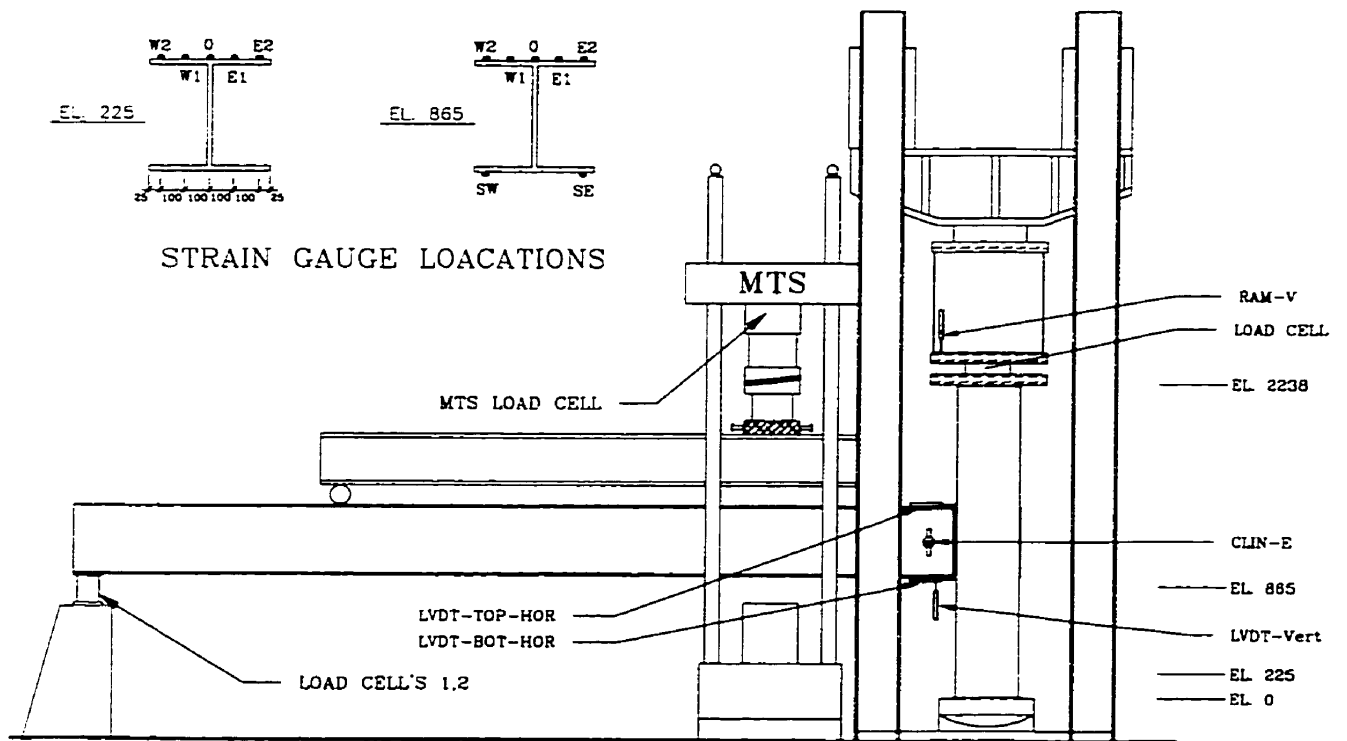 W2 O E2
W1 E1
EL. 225
25 100 100 100 100 25
W2 O E2
W1 E1
EL. 865
SW SE
STRAIN GAUGE LOACATIONS
MTS
MTS LOAD CELL
RAM-V
LOAD CELL
EL 2238
CLIN-E
EL 865
LVDT-TOP-HOR
LVDT-BOT-HOR
LVDT-Vert
LOAD CELL'S 1,2
EL 225
EL 0